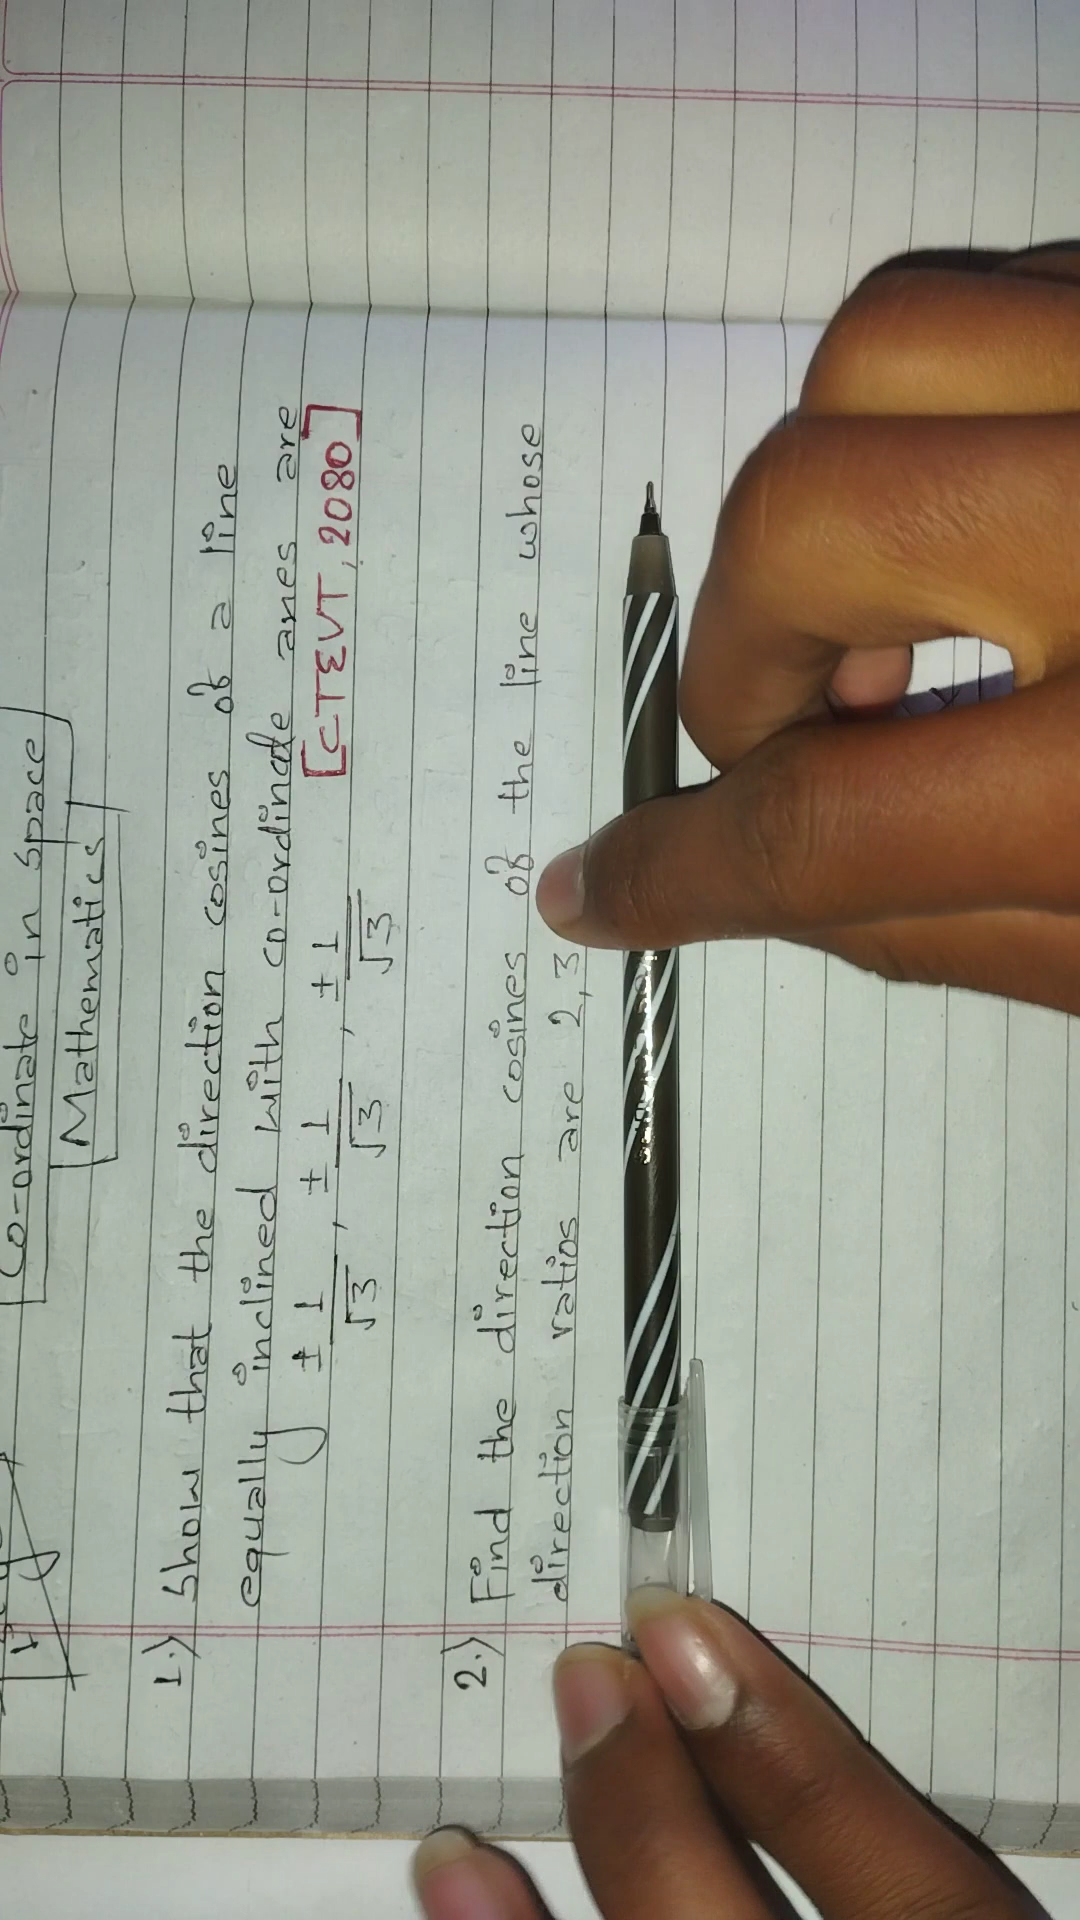 Co-ordinate in space
Mathematics
1.) Show that the direction cosines of a line
equally inclined with co-ordinate axes are
± 1/√3 , ± 1/√3 , ± 1/√3 [CTEVT, 2080]
2.) Find the direction cosines of the line whose
direction ratios are 2, 3